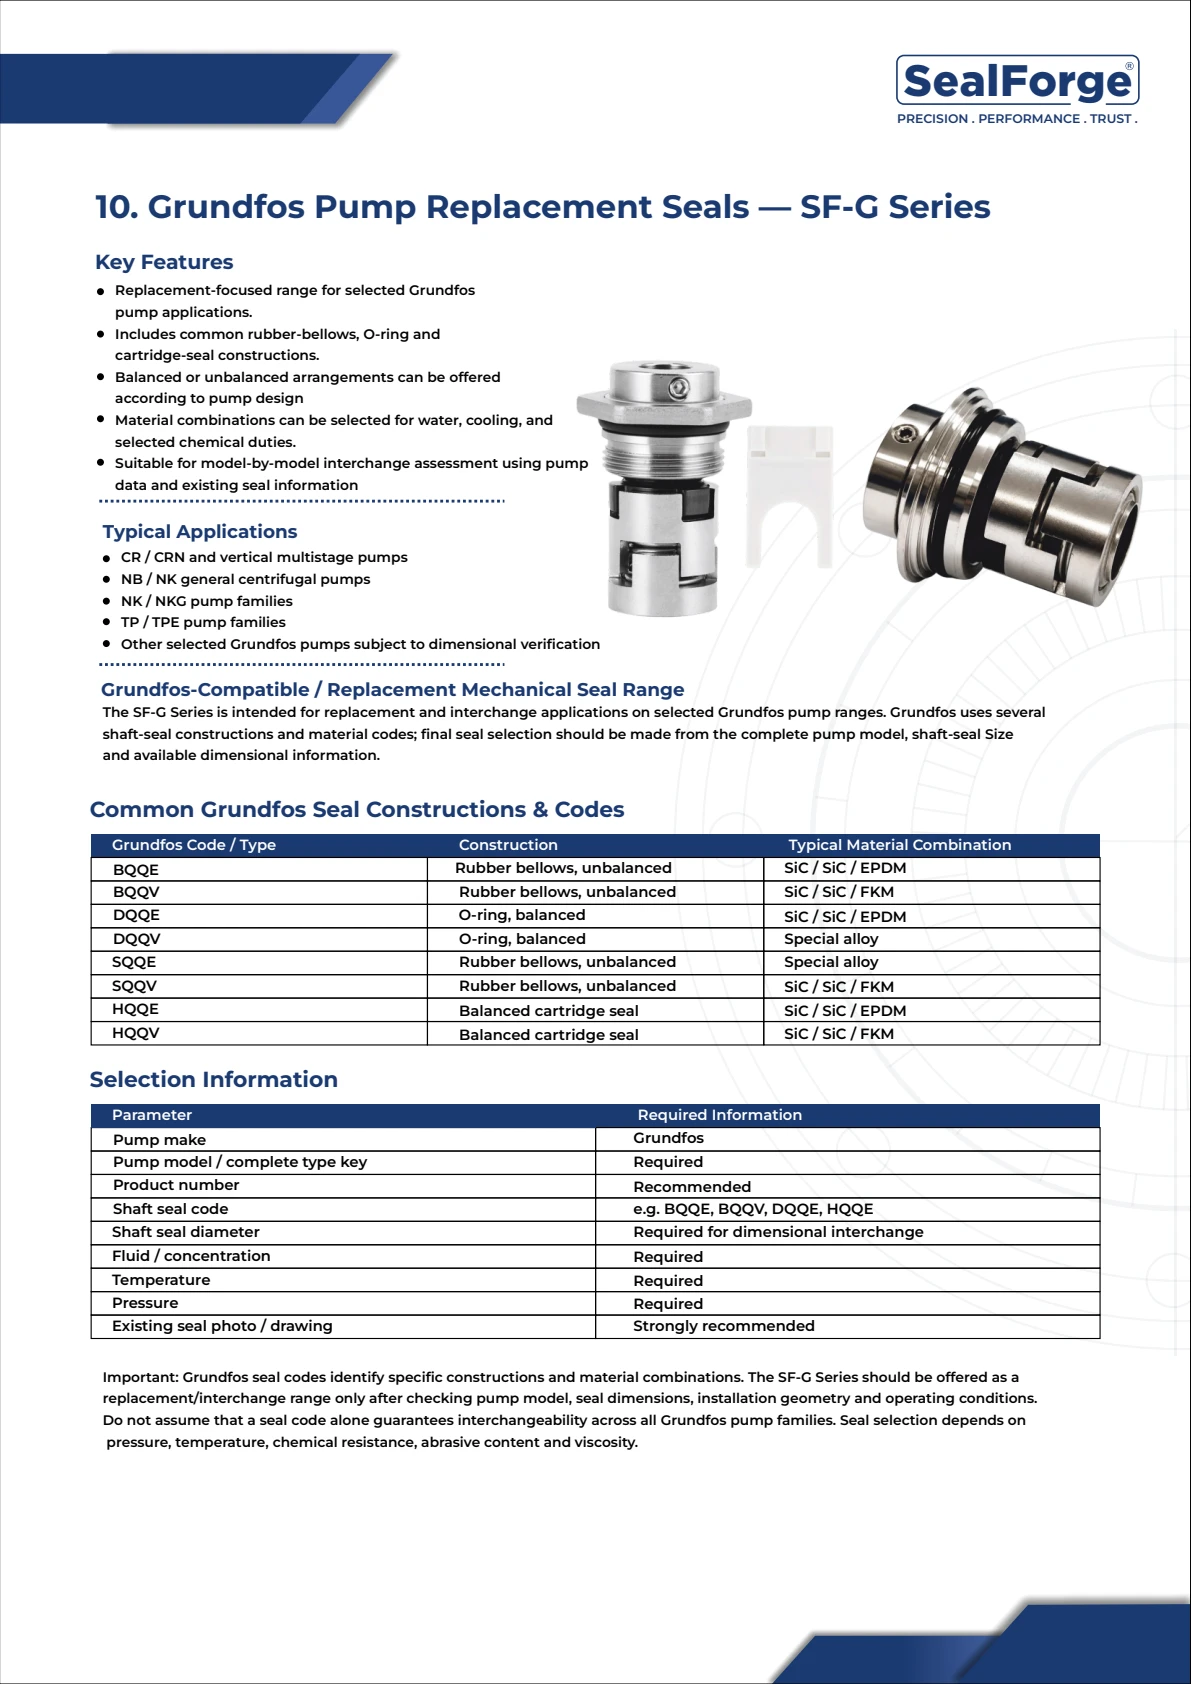 SealForge®
PRECISION . PERFORMANCE . TRUST .
10. Grundfos Pump Replacement Seals — SF-G Series
Key Features
● Replacement-focused range for selected Grundfos
pump applications.
● Includes common rubber-bellows, O-ring and
cartridge-seal constructions.
● Balanced or unbalanced arrangements can be offered
according to pump design
● Material combinations can be selected for water, cooling, and
selected chemical duties.
● Suitable for model-by-model interchange assessment using pump
data and existing seal information
Typical Applications
● CR / CRN and vertical multistage pumps
● NB / NK general centrifugal pumps
● NK / NKG pump families
● TP / TPE pump families
● Other selected Grundfos pumps subject to dimensional verification
Grundfos-Compatible / Replacement Mechanical Seal Range
The SF-G Series is intended for replacement and interchange applications on selected Grundfos pump ranges. Grundfos uses several
shaft-seal constructions and material codes; final seal selection should be made from the complete pump model, shaft-seal Size
and available dimensional information.
Common Grundfos Seal Constructions & Codes
Grundfos Code / Type Construction Typical Material Combination
BQQE Rubber bellows, unbalanced SiC / SiC / EPDM
BQQV Rubber bellows, unbalanced SiC / SiC / FKM
DQQE O-ring, balanced SiC / SiC / EPDM
DQQV O-ring, balanced Special alloy
SQQE Rubber bellows, unbalanced Special alloy
SQQV Rubber bellows, unbalanced SiC / SiC / FKM
HQQE Balanced cartridge seal SiC / SiC / EPDM
HQQV Balanced cartridge seal SiC / SiC / FKM
Selection Information
Parameter Required Information
Pump make Grundfos
Pump model / complete type key Required
Product number Recommended
Shaft seal code e.g. BQQE, BQQV, DQQE, HQQE
Shaft seal diameter Required for dimensional interchange
Fluid / concentration Required
Temperature Required
Pressure Required
Existing seal photo / drawing Strongly recommended
Important: Grundfos seal codes identify specific constructions and material combinations. The SF-G Series should be offered as a
replacement/interchange range only after checking pump model, seal dimensions, installation geometry and operating conditions.
Do not assume that a seal code alone guarantees interchangeability across all Grundfos pump families. Seal selection depends on
pressure, temperature, chemical resistance, abrasive content and viscosity.